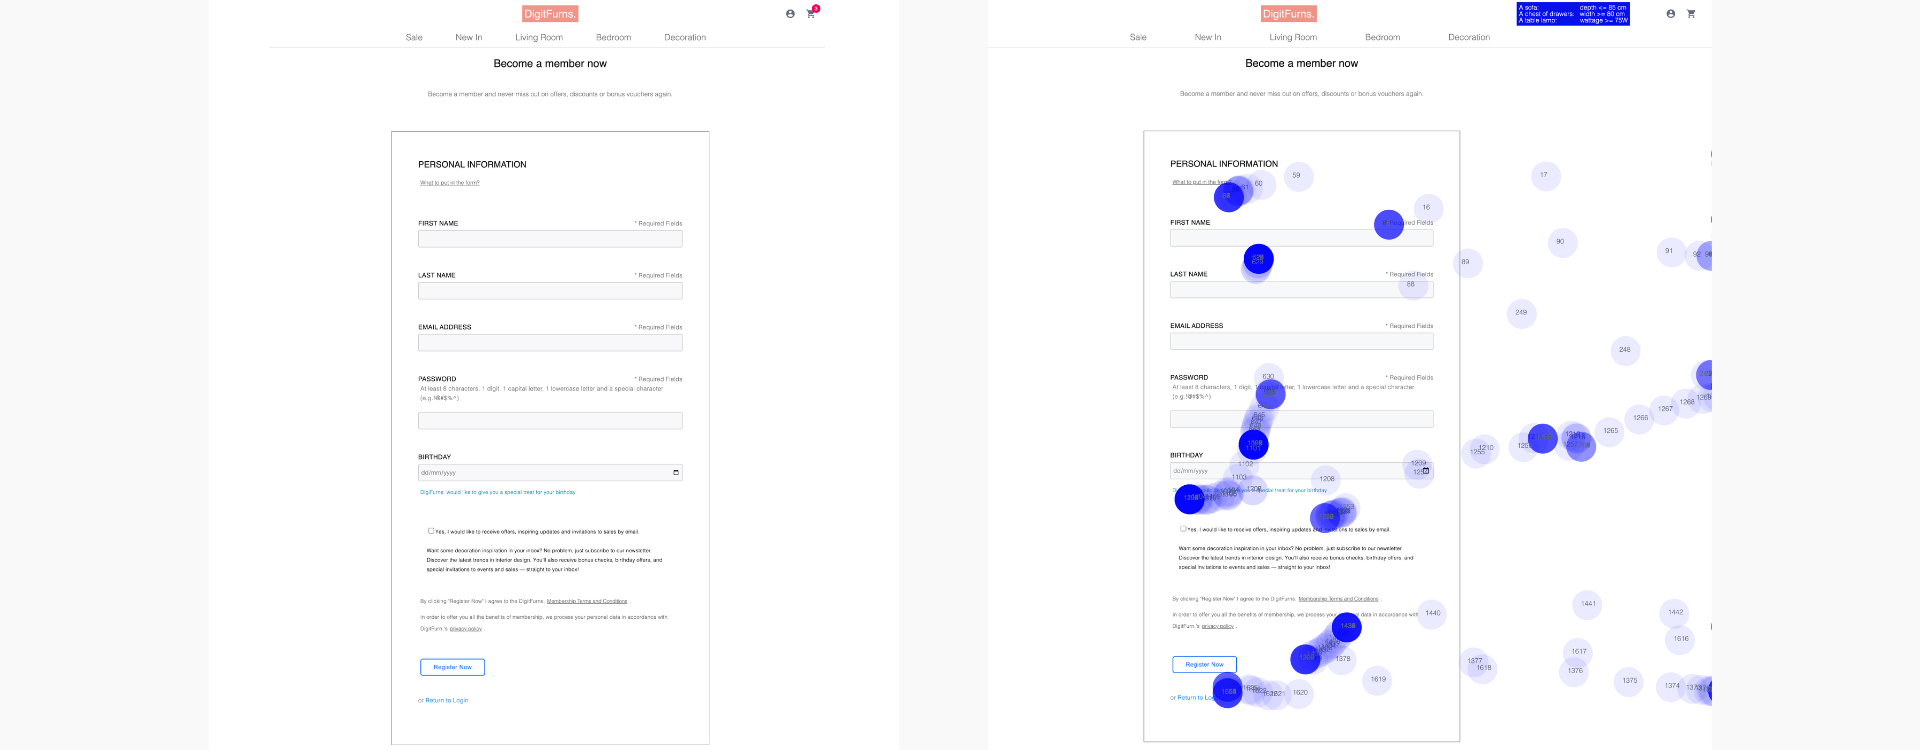 DigitFurns.
3
Sale New In Living Room Bedroom Decoration
Become a member now
Become a member and never miss out on offers, discounts or bonus vouchers again.
PERSONAL INFORMATION
What to put in the form?
FIRST NAME * Required Fields
LAST NAME * Required Fields
EMAIL ADDRESS * Required Fields
PASSWORD * Required Fields
At least 8 characters, 1 digit, 1 capital letter, 1 lowercase letter and a special character
(e.g.!@#$%^)
BIRTHDAY
dd/mm/yyyy
DigiFurns. would like to give you a special treat for your birthday
Yes, I would like to receive offers, inspiring updates and invitations to sales by email.
Want some decoration inspiration in your inbox? No problem, just subscribe to our newsletter.
Discover the latest trends in interior design. You'll also receive bonus checks, birthday offers, and
special invitations to events and sales — straight to your inbox!
By clicking "Register Now" I agree to the DigitFurns. Membership Terms and Conditions .
In order to offer you all the benefits of membership, we process your personal data in accordance with
DigitFurn.'s privacy policy .
Register Now
or Return to Login
DigitFurns.
A sofa: depth <= 85 cm
A chest of drawers: width >= 80 cm
A table lamp: wattage >= 75W
Sale New In Living Room Bedroom Decoration
Become a member now
Become a member and never miss out on offers, discounts or bonus vouchers again.
PERSONAL INFORMATION
What to put in the
60
59
17
16
FIRST NAME Fields
90
91
92
89
LAST NAME * Required Fields
88
249
EMAIL ADDRESS * Required Fields
248
630
PASSWORD * Required Fields
At least 8 characters, 1 digit, 1 letter, 1 lowercase letter and a special character
(e.g.!@#$%^)
1268
1267
1266
1265
1210
BIRTHDAY
dd/mm/yyyy
1102
1103
1209
1208
special treat for your birthday
Yes, I would like to receive offers, inspiring updates and invitations to sales by email.
Want some decoration inspiration in your inbox? No problem, just subscribe to our newsletter.
Discover the latest trends in interior design. You'll also receive bonus checks, birthday offers, and
special invitations to events and sales — straight to your inbox!
By clicking "Register Now" I agree to the DigitFurns. Membership Terms and Conditions .
1441
1442
In order to offer you all the benefits of membership, we process your data in accordance with
1440
DigitFurn.'s privacy policy .
1616
1617
1378
1377
1618
1376
1375
1374
1619
1620
Register Now
or Return to